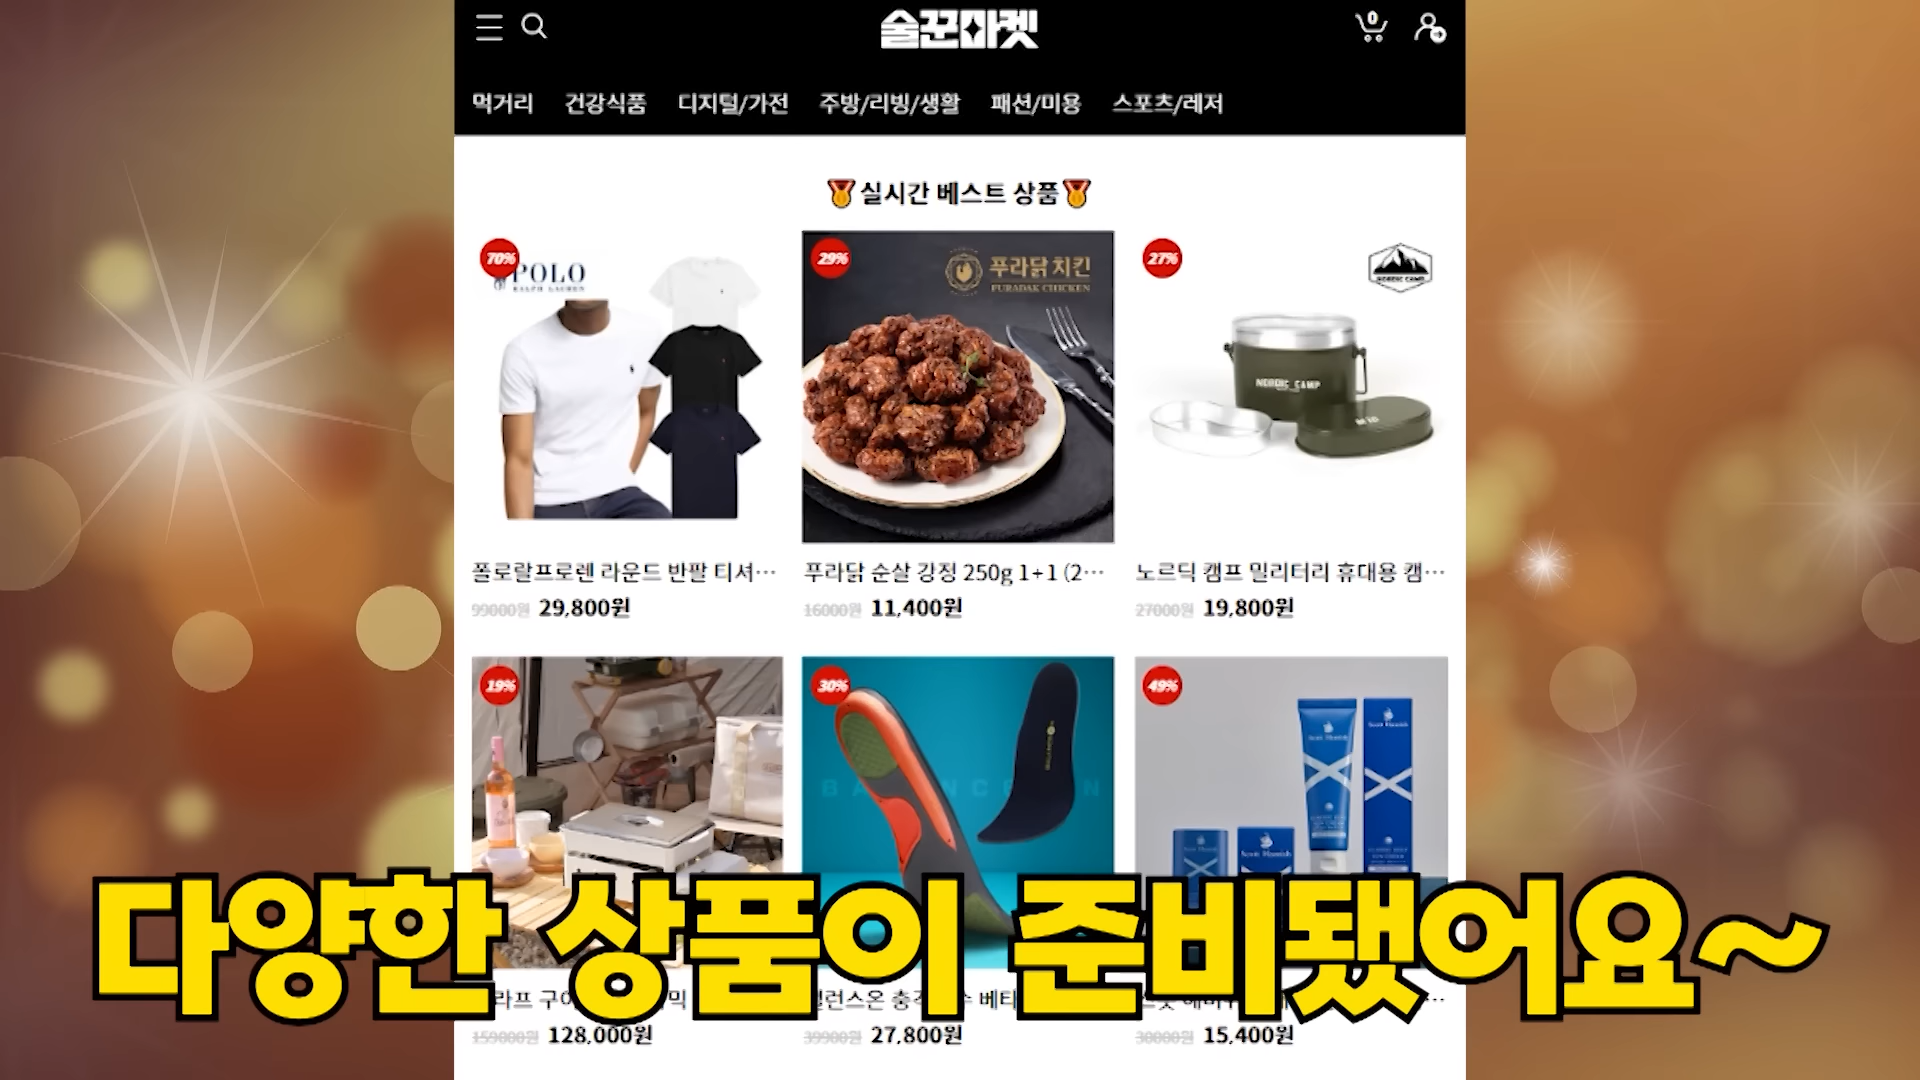 술꾼마켓
0
먹거리 건강식품 디지털/가전 주방/리빙/생활 패션/미용 스포츠/레저
🏅실시간 베스트 상품🏅
70%
POLO
RALPH LAUREN
29%
푸라닭 치킨
PURADAK CHICKEN
27%
NORDIC CAMP
NORDIC CAMP
폴로랄프로렌 라운드 반팔 티셔…
99000원 29,800원
푸라닭 순살 강정 250g 1+1 (2…
16000원 11,400원
노르딕 캠프 밀리터리 휴대용 캠…
27000원 19,800원
19%
30%
49%
Scott Hamish
Scott Hamish
Scott Hamish
다양한 상품이 준비됐어요~
159000원 128,000원
39900원 27,800원
30000원 15,400원